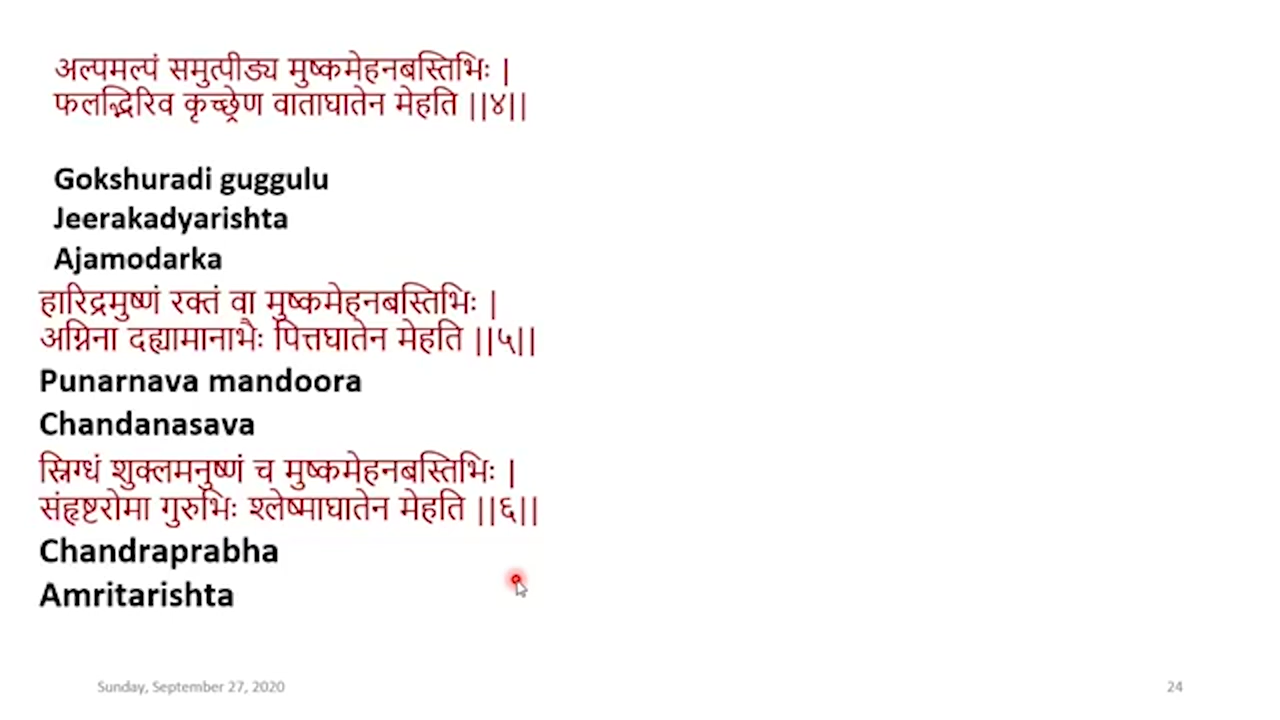 अल्पमल्पं समुत्पीड्य मुष्कमेहनबस्तिभिः |
फलद्भिरिव कृच्छ्रेण वाताघातेन मेहति ||४||
Gokshuradi guggulu
Jeerakadyarishta
Ajamodarka
हारिद्रमुष्णं रक्तं वा मुष्कमेहनबस्तिभिः |
अग्निना दह्यामानाभैः पित्तघातेन मेहति ||५||
Punarnava mandoora
Chandanasava
स्निग्धं शुक्लमनुष्णं च मुष्कमेहनबस्तिभिः |
संहृष्टरोमा गुरुभिः श्लेष्माघातेन मेहति ||६||
Chandraprabha
Amritarishta
Sunday, September 27, 2020
24